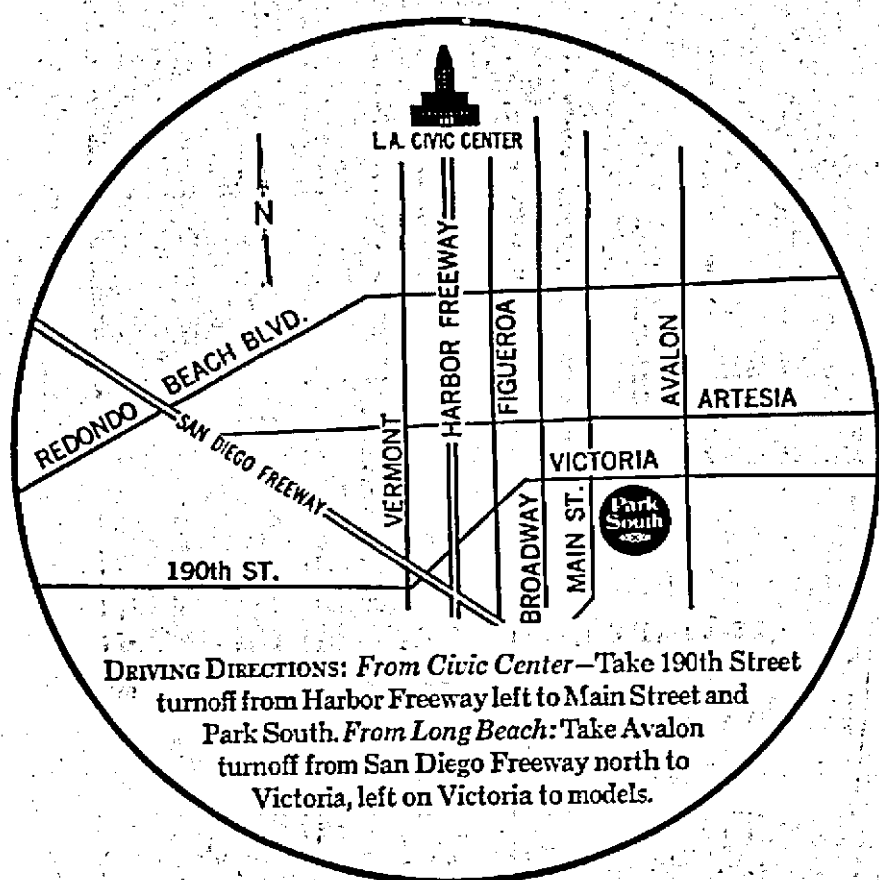 L.A. CIVIC CENTER
N
REDONDO BEACH BLVD.
SAN DIEGO FREEWAY
VERMONT
HARBOR FREEWAY
FIGUEROA
AVALON
ARTESIA
VICTORIA
BROADWAY
MAIN ST.
Park
South
190th ST.
DRIVING DIRECTIONS: From Civic Center—Take 190th Street
turnoff from Harbor Freeway left to Main Street and
Park South. From Long Beach: Take Avalon
turnoff from San Diego Freeway north to
Victoria, left on Victoria to models.